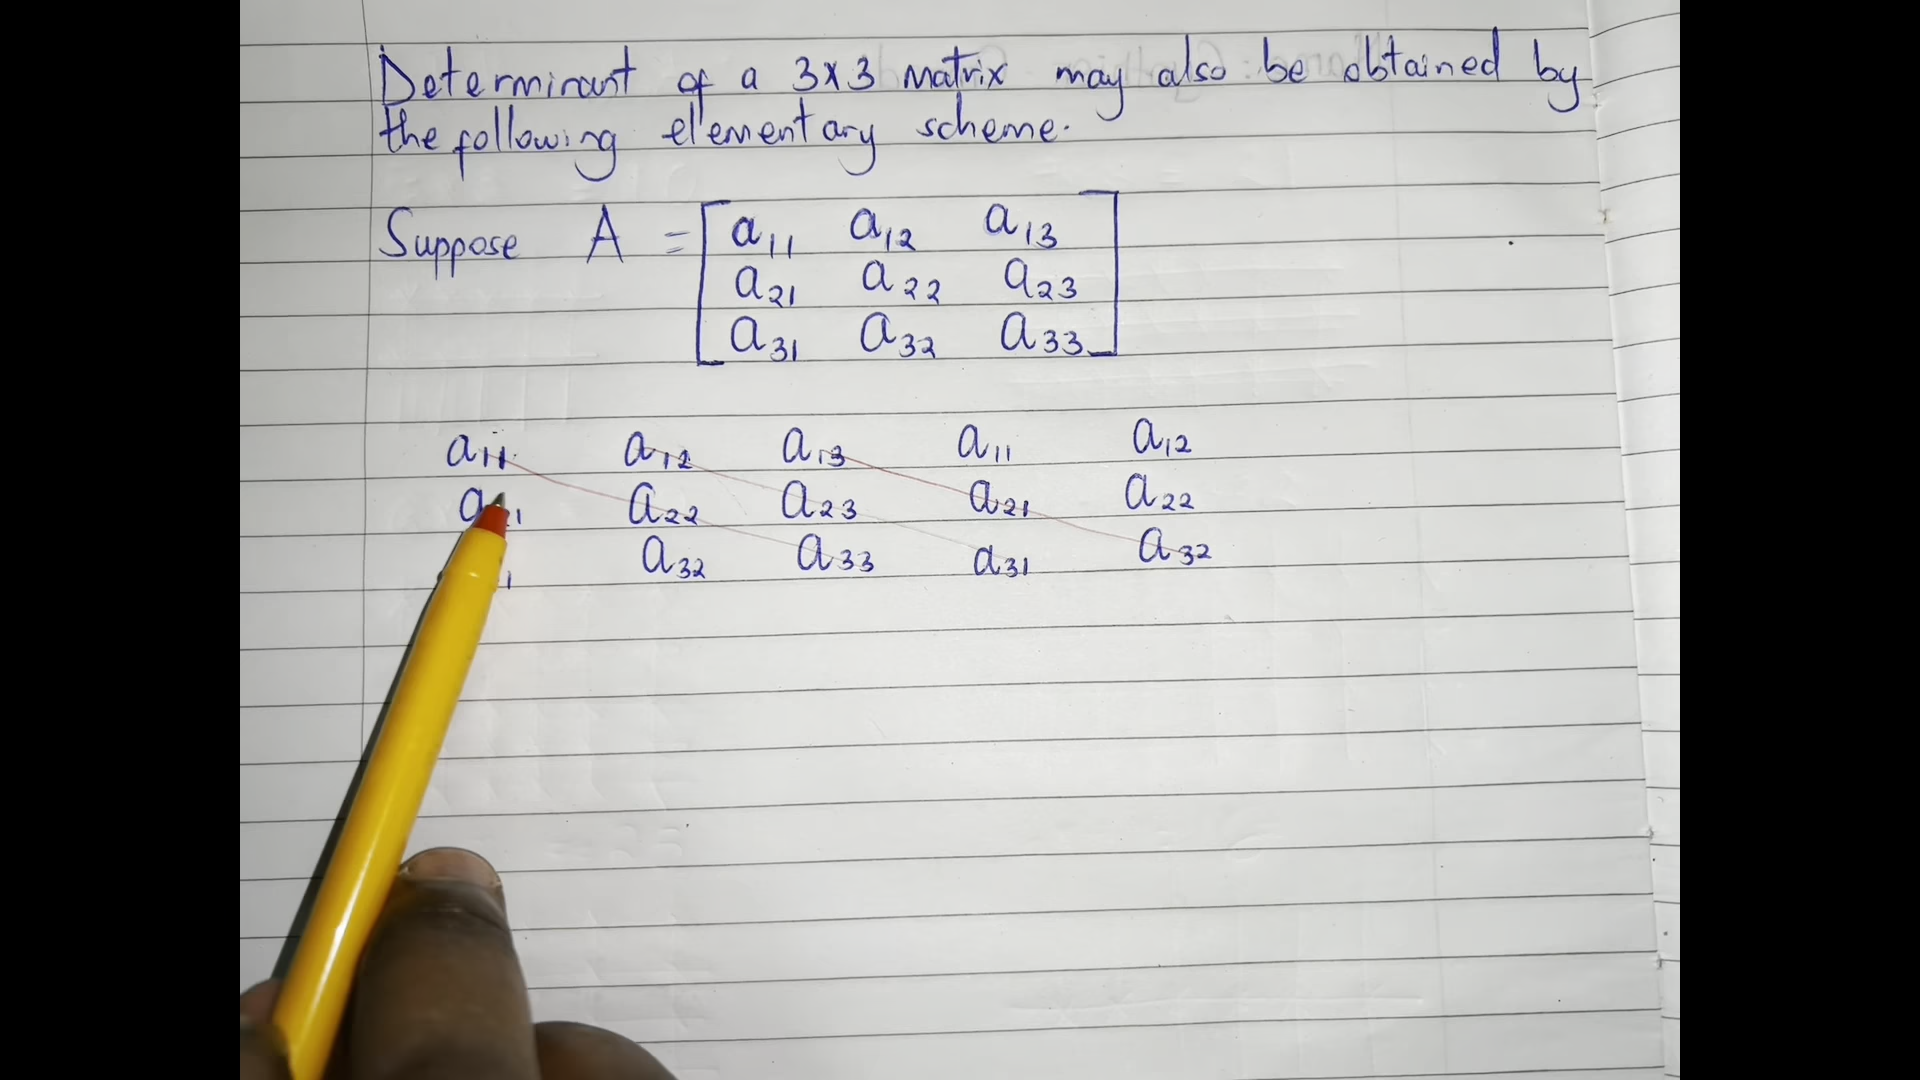 Determinant of a 3x3 Matrix may also be obtained by
the following elementary scheme.
Suppose A = [a11 a12 a13
a21 a22 a23
a31 a32 a33]
a11 a12 a13 a11 a12
a22 a23 a21 a22
a32 a33 a31 a32